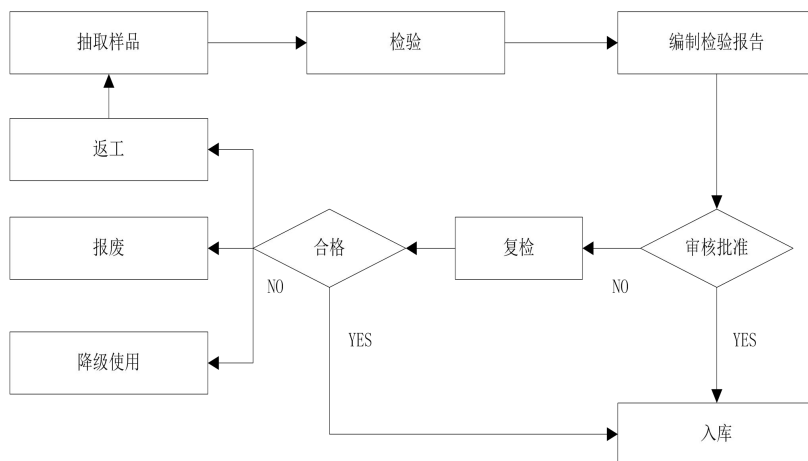 抽取样品
检验
编制检验报告
返工
报废
合格
复检
审核批准
NO
NO
降级使用
YES
YES
入库